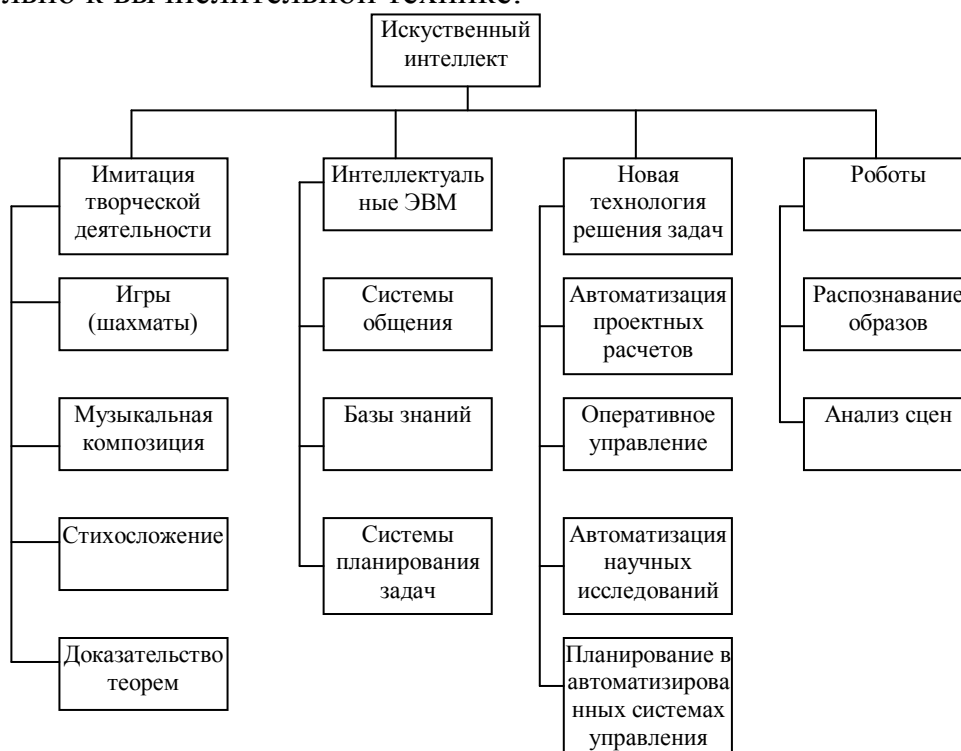 Искуственный
интеллект
Имитация
творческой
деятельности
Игры
(шахматы)
Музыкальная
композиция
Стихосложение
Доказательство
теорем
Интеллектуаль
ные ЭВМ
Системы
общения
Базы знаний
Системы
планирования
задач
Новая
технология
решения задач
Автоматизация
проектных
расчетов
Оперативное
управление
Автоматизация
научных
исследований
Планирование в
автоматизирова
нных системах
управления
Роботы
Распознавание
образов
Анализ сцен